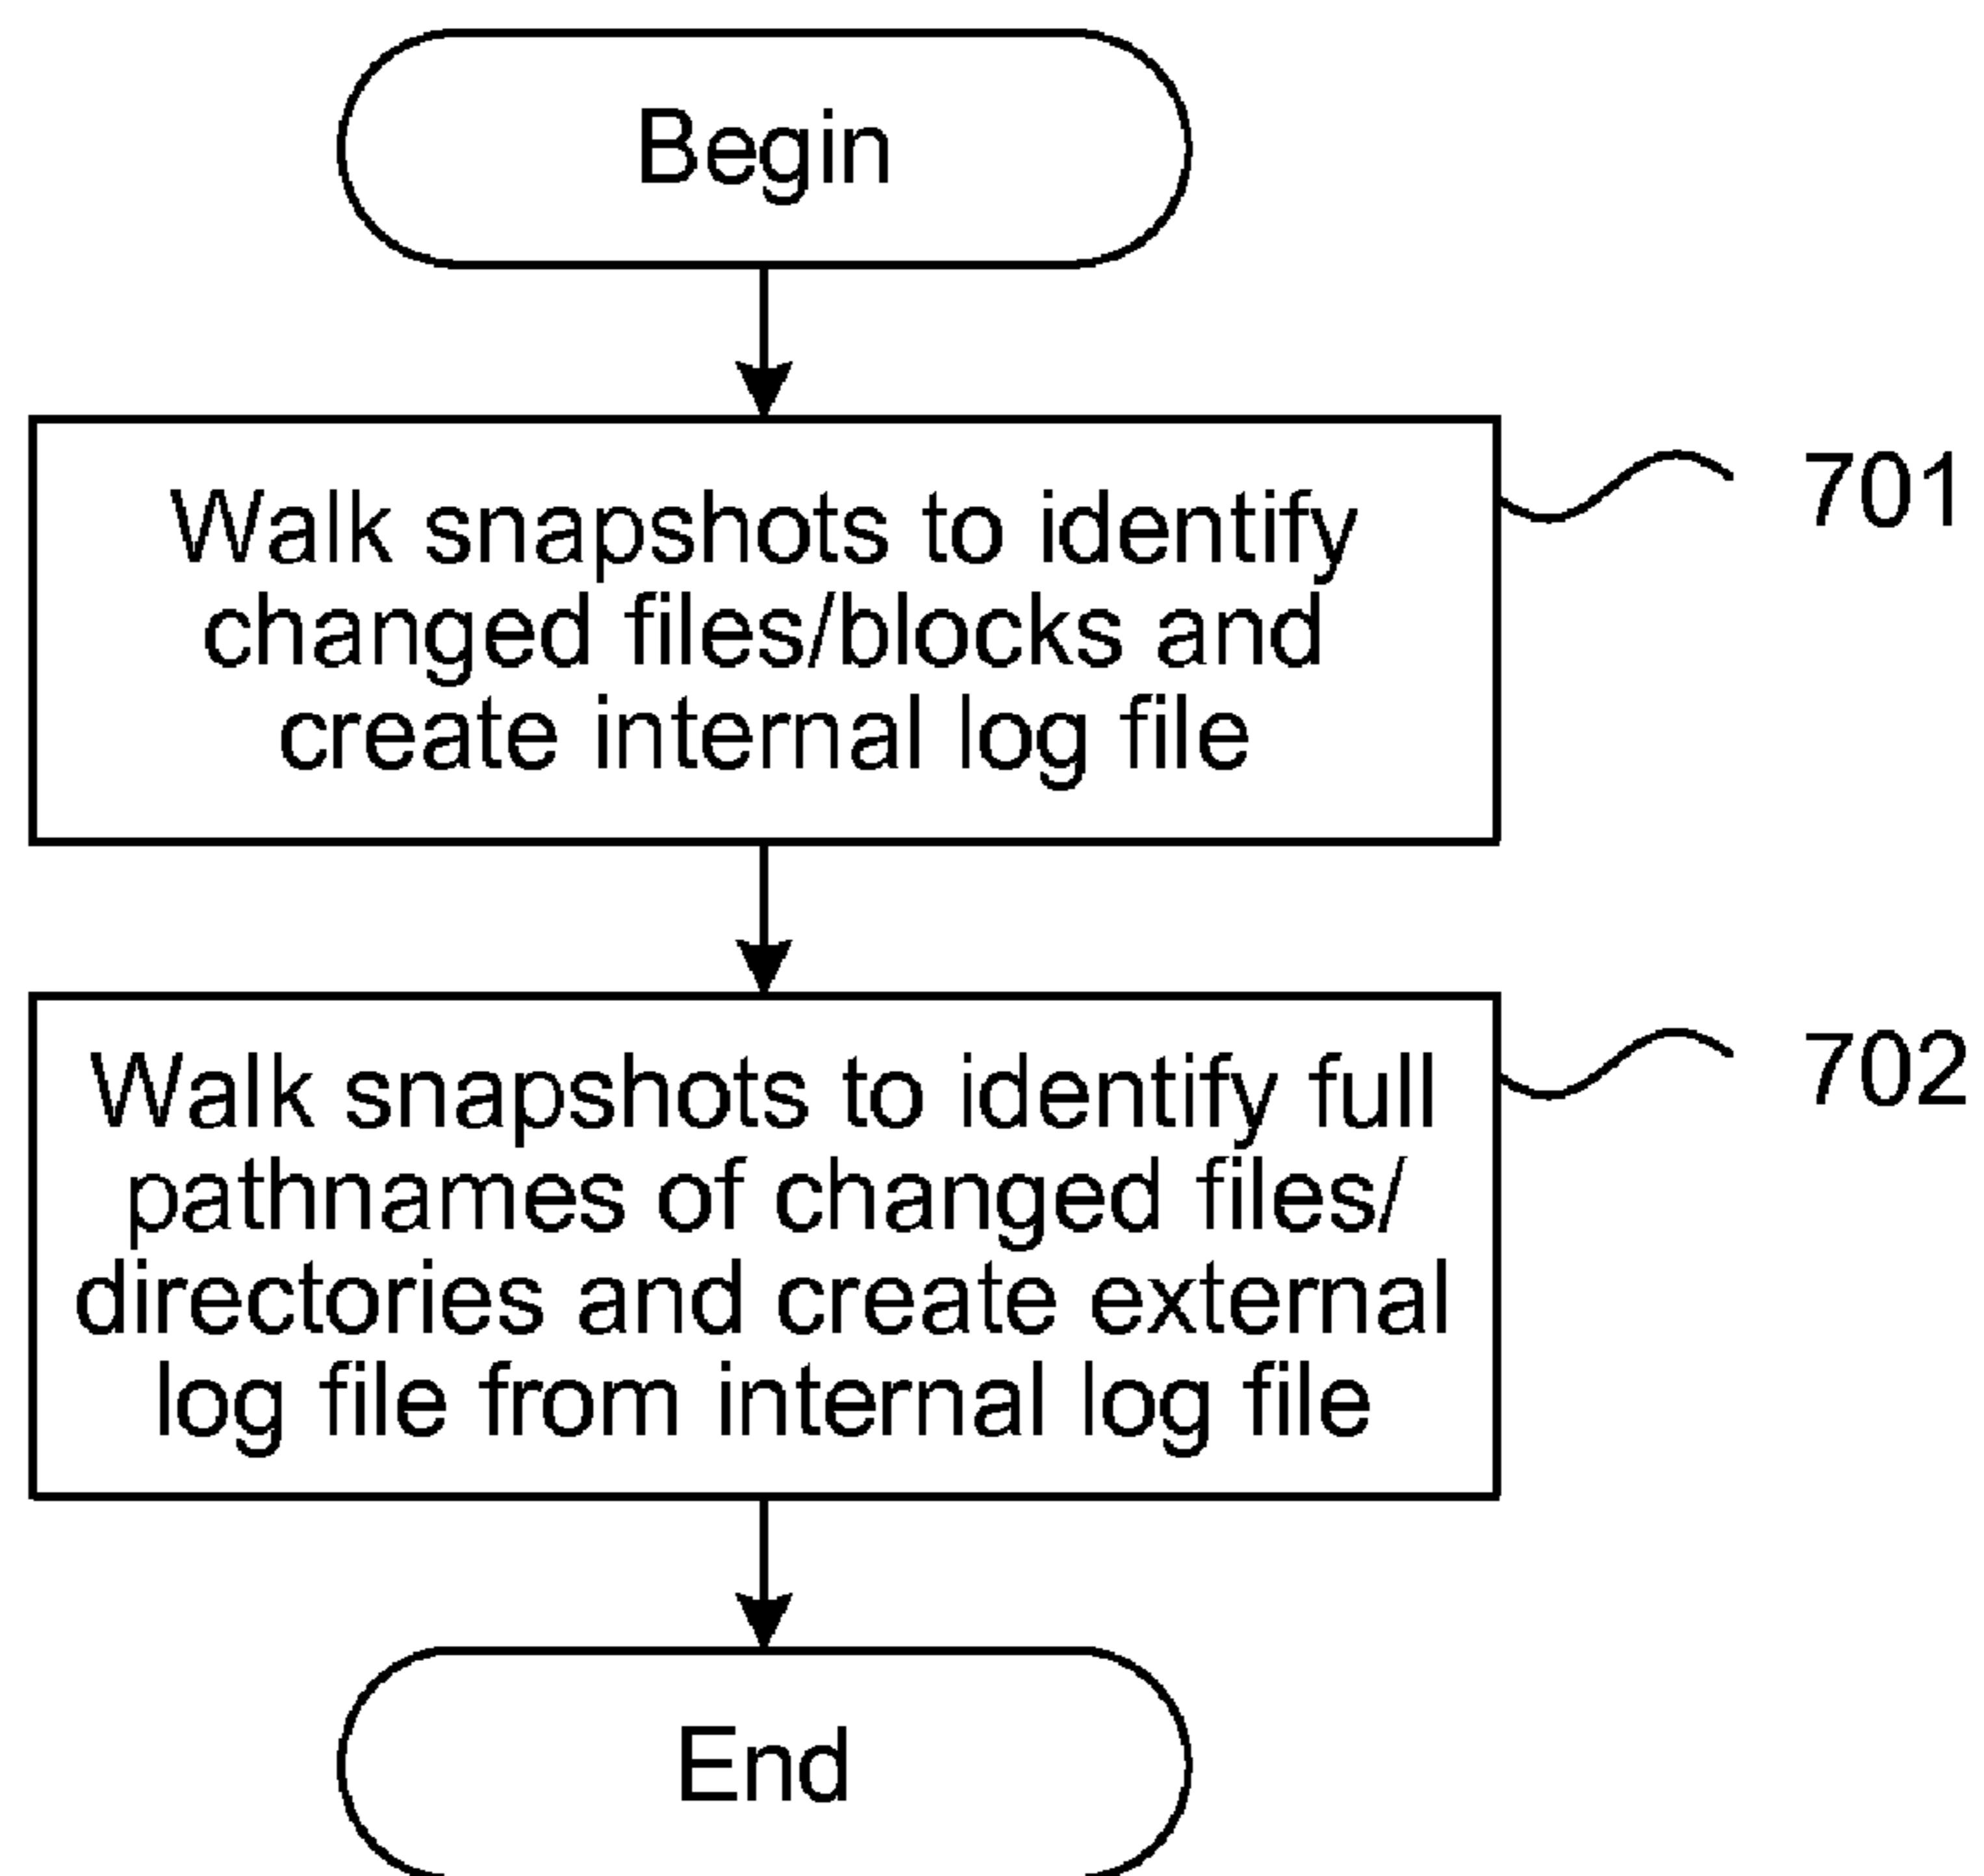 Begin
Walk snapshots to identify
changed files/blocks and
create internal log file
701
Walk snapshots to identify full
pathnames of changed files/
directories and create external
log file from internal log file
702
End